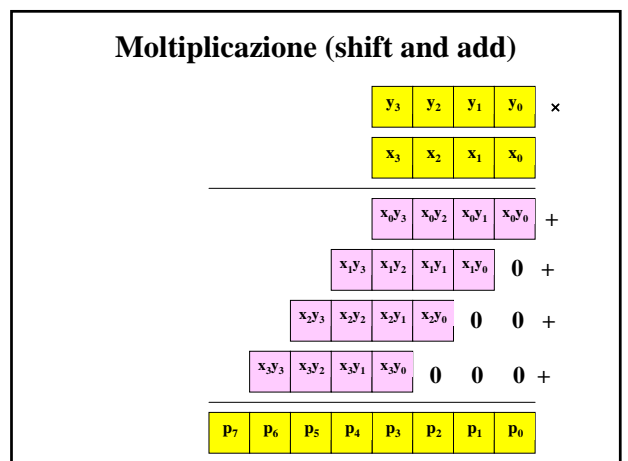 Moltiplicazione (shift and add)
y₃ y₂ y₁ y₀ ×
x₃ x₂ x₁ x₀
x₀y₃ x₀y₂ x₀y₁ x₀y₀ +
x₁y₃ x₁y₂ x₁y₁ x₁y₀ 0 +
x₂y₃ x₂y₂ x₂y₁ x₂y₀ 0 0 +
x₃y₃ x₃y₂ x₃y₁ x₃y₀ 0 0 0 +
p₇ p₆ p₅ p₄ p₃ p₂ p₁ p₀